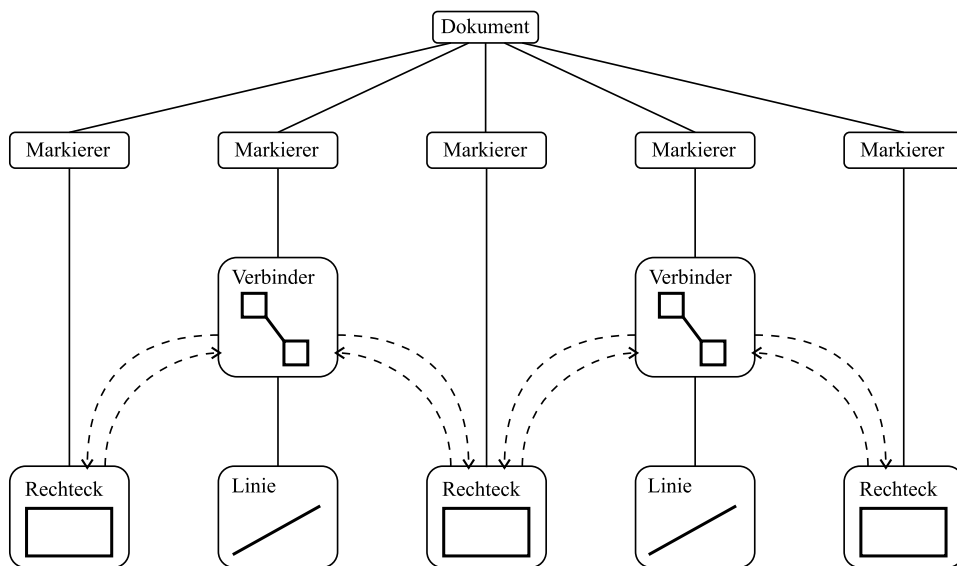 Dokument
Markierer
Markierer
Markierer
Markierer
Markierer
Verbinder
Verbinder
Rechteck
Linie
Rechteck
Linie
Rechteck